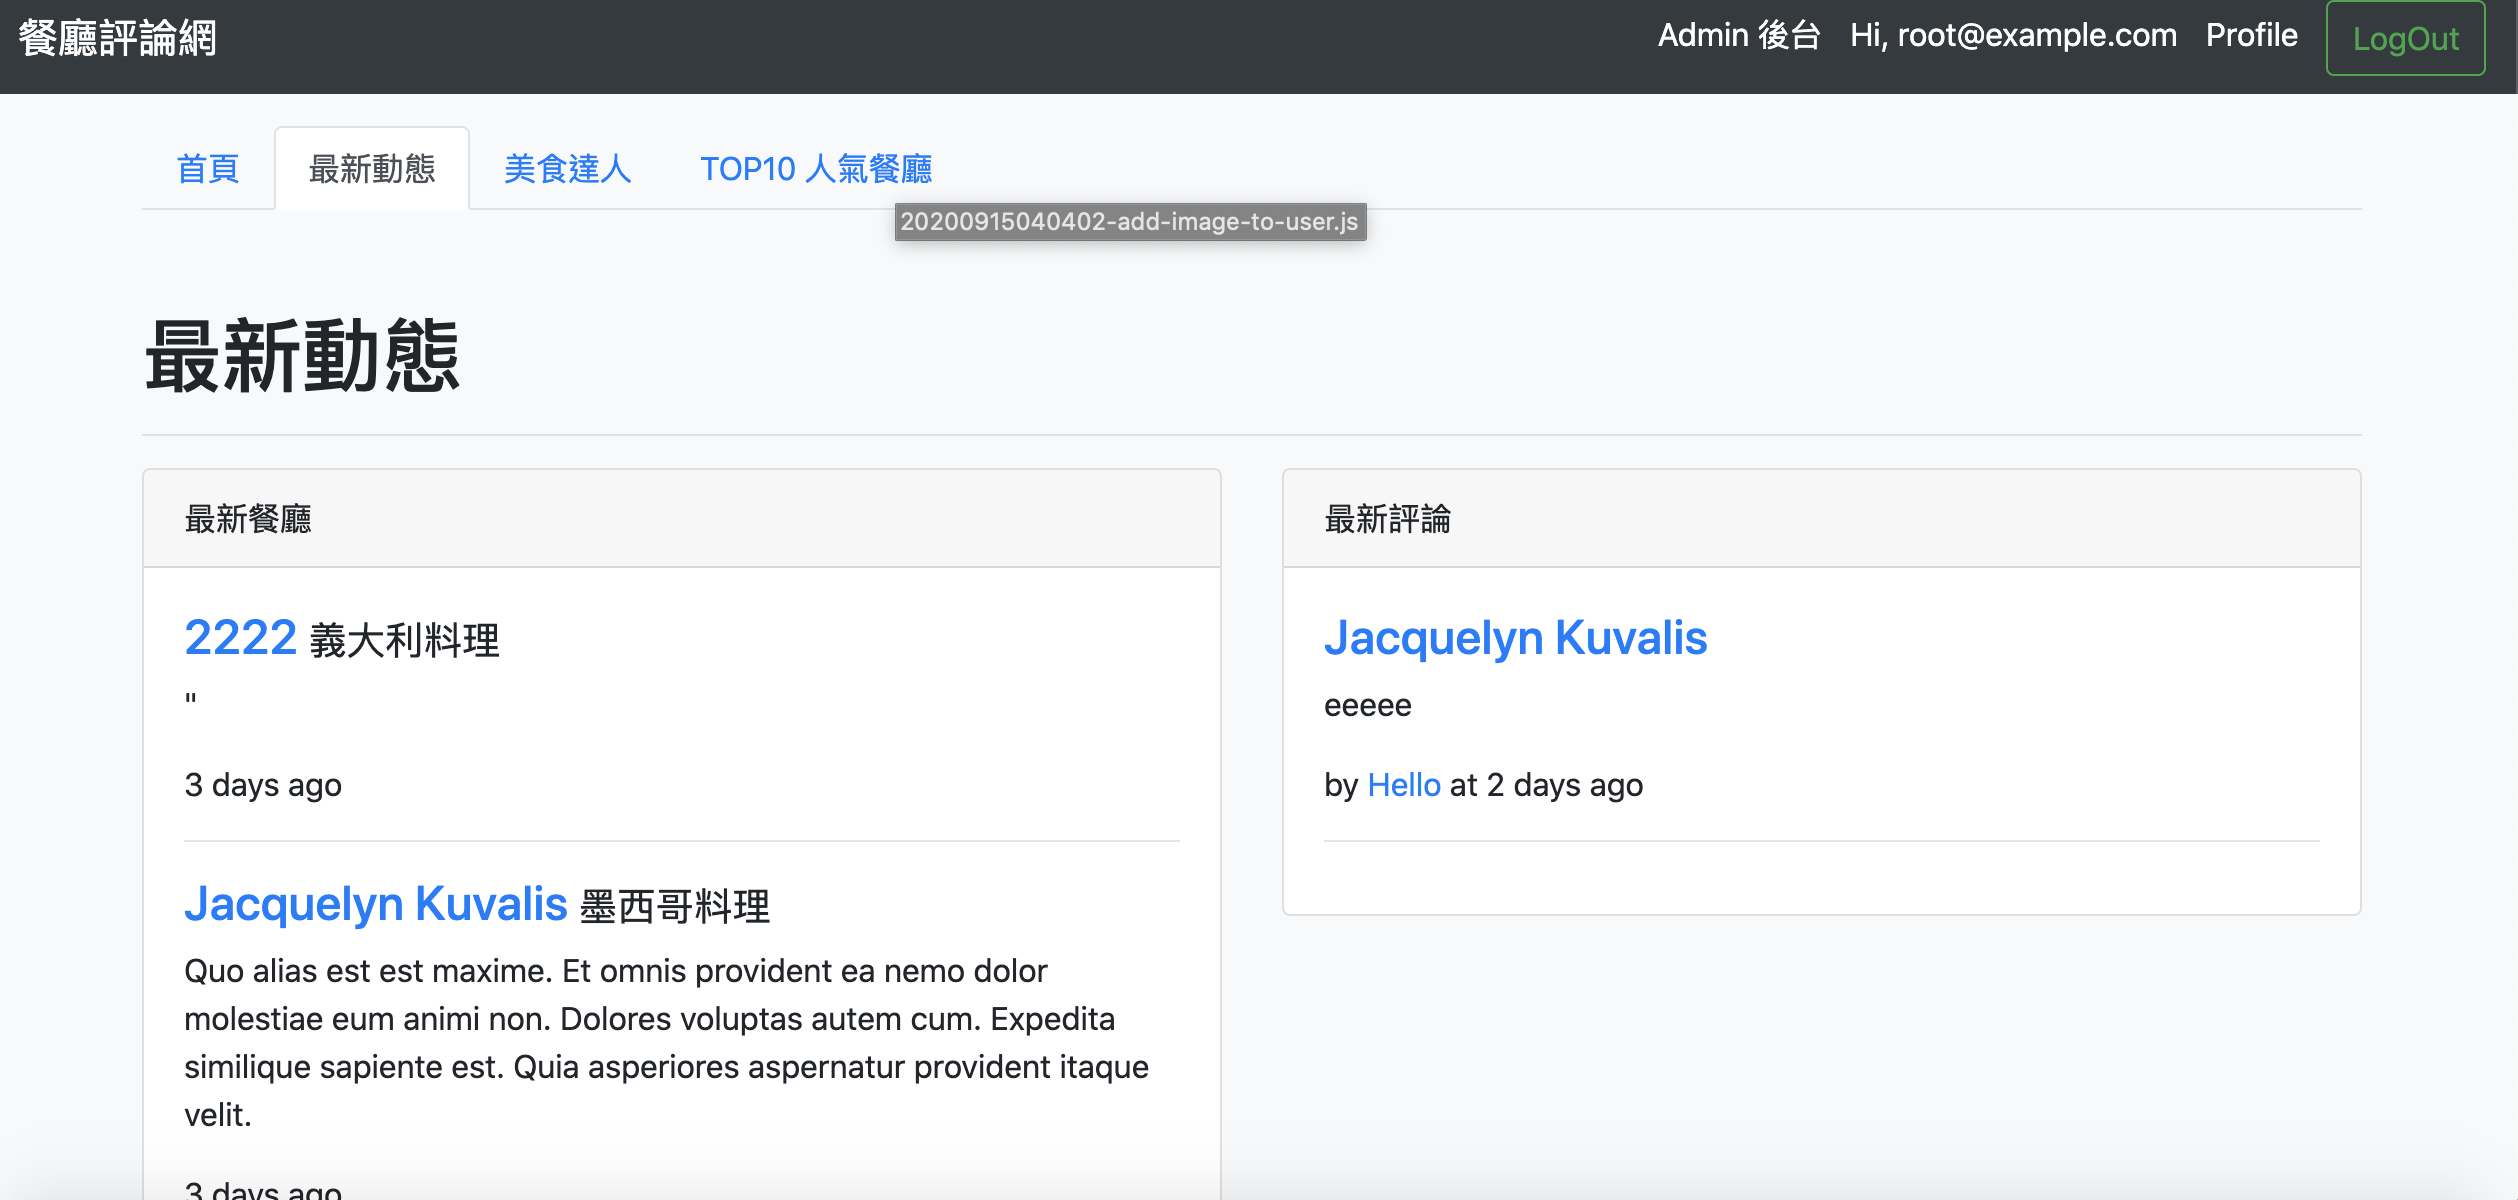 餐廳評論網
Admin 後台 Hi, root@example.com Profile LogOut
首頁 最新動態 美食達人 TOP10 人氣餐廳
20200915040402-add-image-to-user.js
最新動態
最新餐廳
2222 義大利料理
"
3 days ago
Jacquelyn Kuvalis 墨西哥料理
Quo alias est est maxime. Et omnis provident ea nemo dolor
molestiae eum animi non. Dolores voluptas autem cum. Expedita
similique sapiente est. Quia asperiores aspernatur provident itaque
velit.
3 days ago
最新評論
Jacquelyn Kuvalis
eeeee
by Hello at 2 days ago